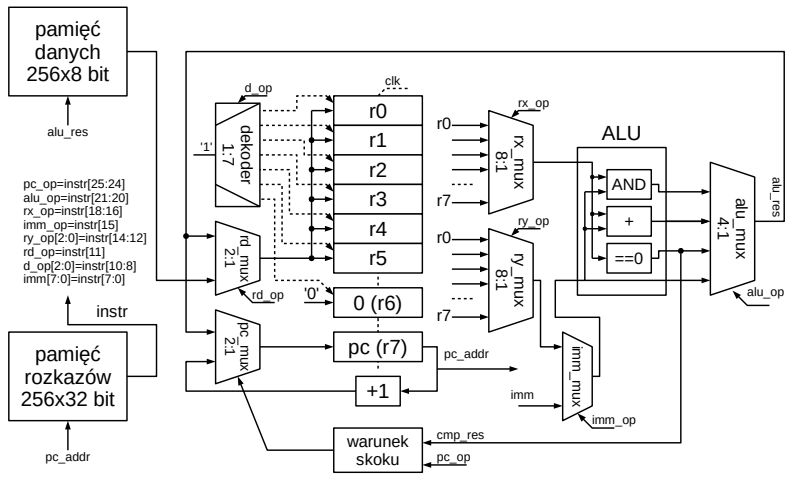 pamięć
danych
256x8 bit
alu_res
pc_op=instr[25:24]
alu_op=instr[21:20]
rx_op=instr[18:16]
imm_op=instr[15]
ry_op[2:0]=instr[14:12]
rd_op=instr[11]
d_op[2:0]=instr[10:8]
imm[7:0]=instr[7:0]
instr
pamięć
rozkazów
256x32 bit
pc_addr
d_op
'1'
dekoder
1:7
rd_mux
2:1
rd_op
pc_mux
2:1
clk
r0
r1
r2
r3
r4
r5
'0'
0 (r6)
pc (r7)
+1
pc_addr
warunek
skoku
cmp_res
pc_op
r0
r7
rx_op
rx_mux
8:1
r0
r7
ry_op
ry_mux
8:1
imm
imm_mux
imm_op
ALU
AND
+
==0
alu_mux
4:1
alu_op
alu_res